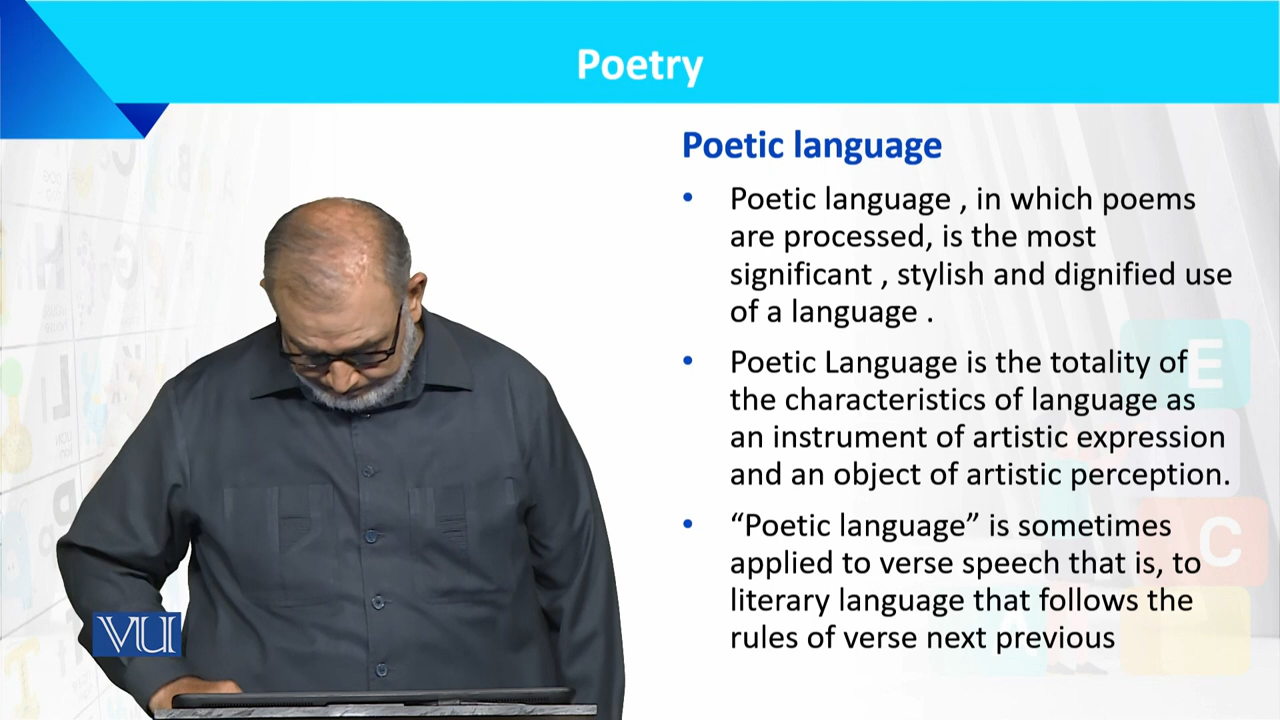 Poetry
Poetic language
• Poetic language , in which poems
are processed, is the most
significant , stylish and dignified use
of a language .
• Poetic Language is the totality of
the characteristics of language as
an instrument of artistic expression
and an object of artistic perception.
• “Poetic language” is sometimes
applied to verse speech that is, to
literary language that follows the
rules of verse next previous
VU
E
C